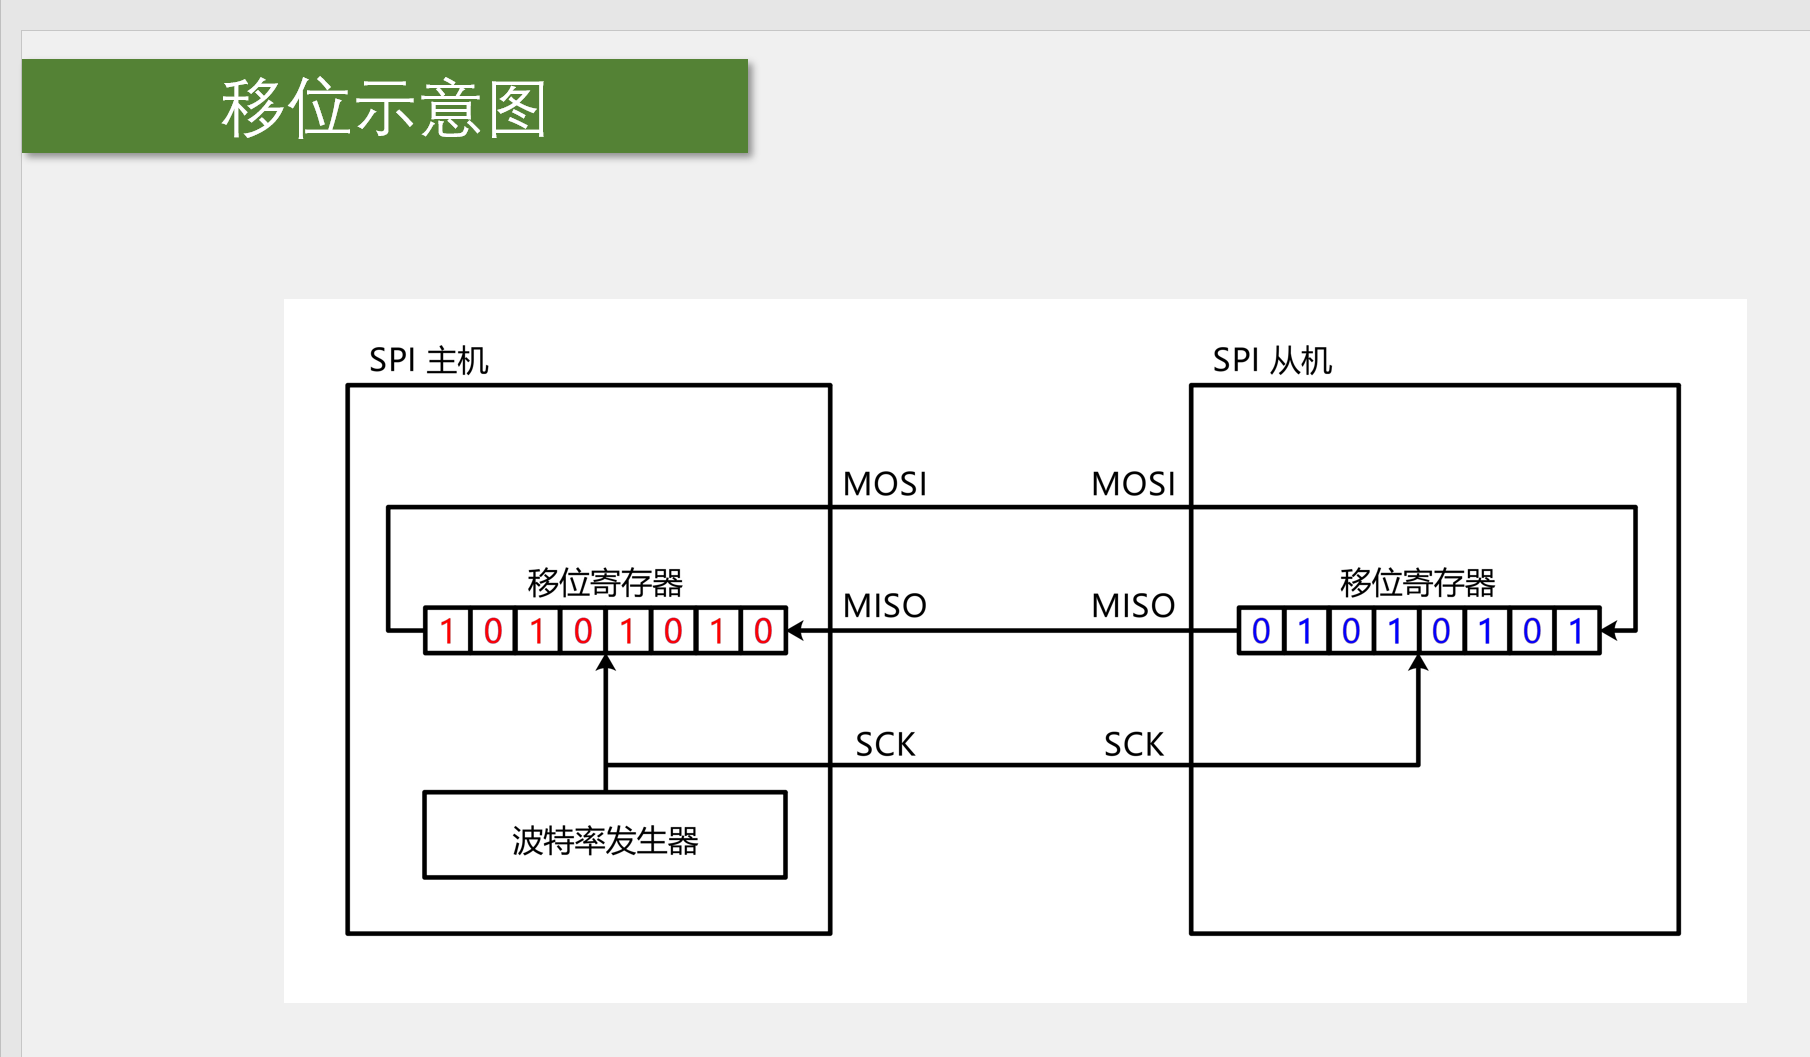 移位示意图
SPI 主机
SPI 从机
MOSI
MOSI
移位寄存器
MISO
MISO
移位寄存器
1 0 1 0 1 0 1 0
0 1 0 1 0 1 0 1
SCK
SCK
波特率发生器